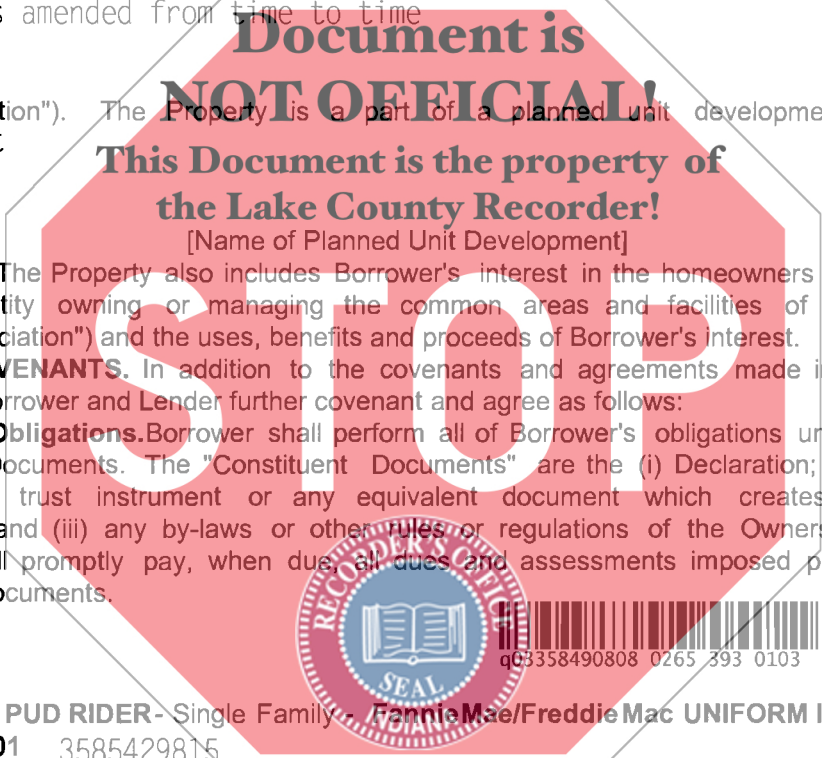 s amended from time to time
Document is
NOT OFFICIAL!
tion"). The Property is a part of a planned unit developme
This Document is the property of
the Lake County Recorder!
[Name of Planned Unit Development]
The Property also includes Borrower's interest in the homeowners
tity owning or managing the common areas and facilities of
ciation") and the uses, benefits and proceeds of Borrower's interest.
VENANTS. In addition to the covenants and agreements made i
rrower and Lender further covenant and agree as follows:
Obligations.Borrower shall perform all of Borrower's obligations ur
ocuments. The "Constituent Documents" are the (i) Declaration;
trust instrument or any equivalent document which creates
and (iii) any by-laws or other rules or regulations of the Owners
l promptly pay, when due, all dues and assessments imposed p
ocuments.
STOP
RECORDER'S OFFICE
SEAL
INDIANA
q03358490808 0265 393 0103
PUD RIDER- Single Family - Fannie Mae/Freddie Mac UNIFORM I
01 3585429815